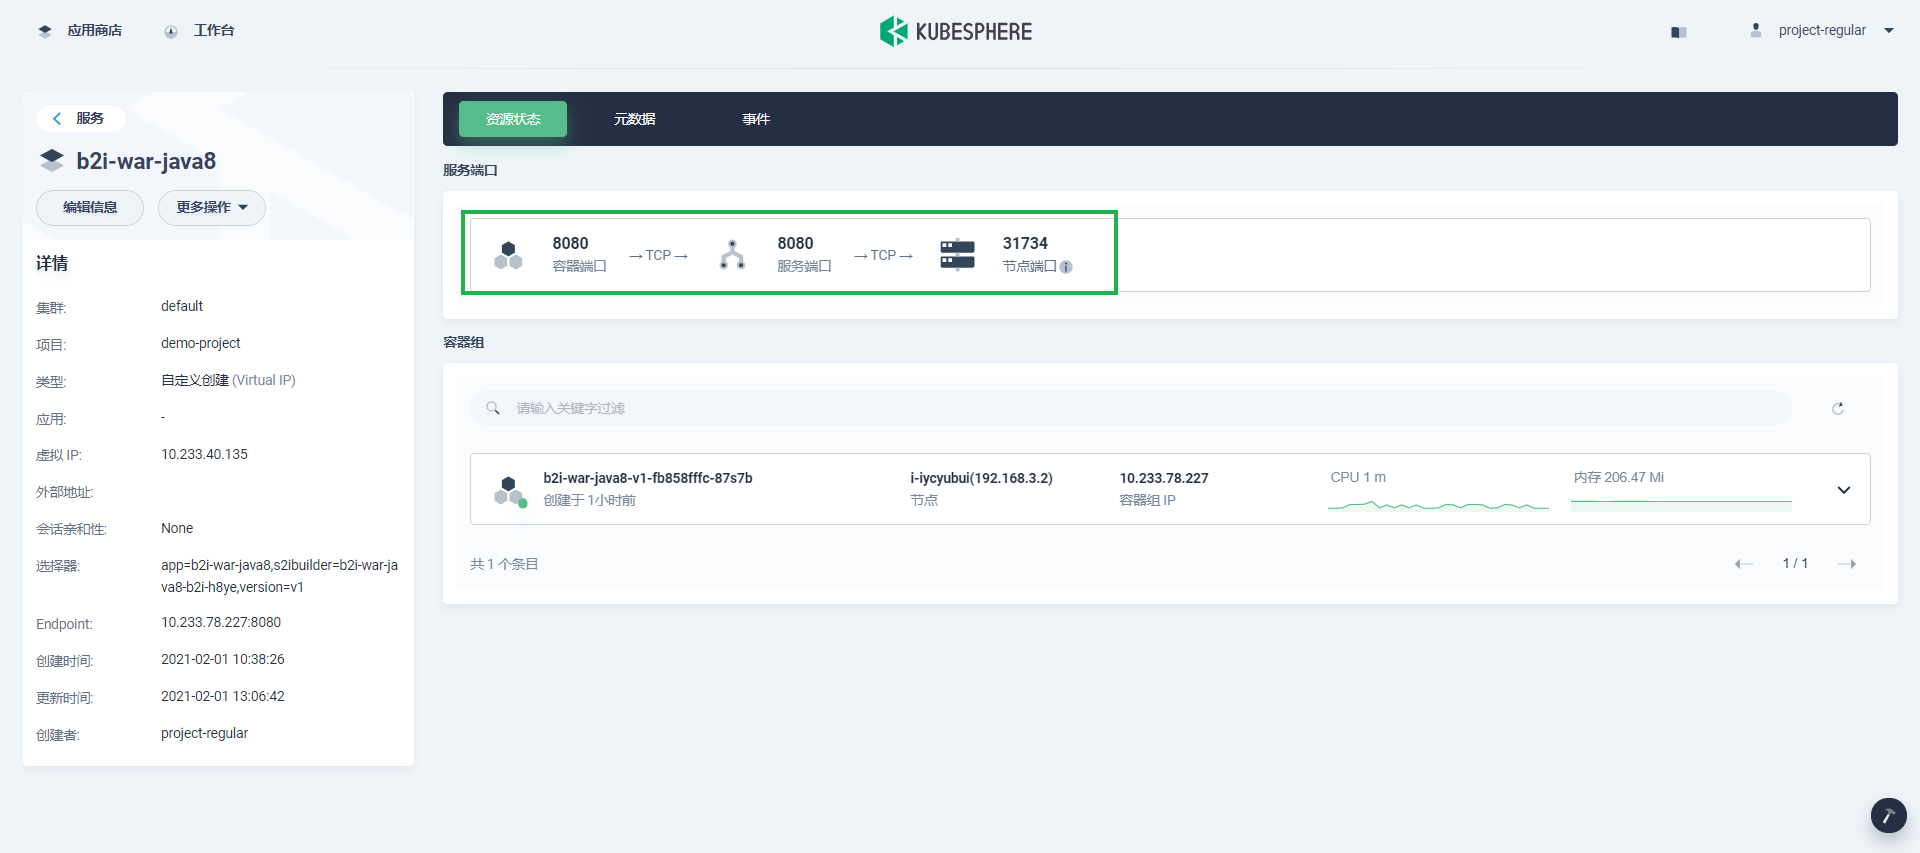 应用商店
工作台
KUBESPHERE
project-regular
服务
b2i-war-java8
编辑信息
更多操作
详情
集群: default
项目: demo-project
类型: 自定义创建 (Virtual IP)
应用: -
虚拟 IP: 10.233.40.135
外部地址:
会话亲和性: None
选择器: app=b2i-war-java8,s2ibuilder=b2i-war-ja
va8-b2i-h8ye,version=v1
Endpoint: 10.233.78.227:8080
创建时间: 2021-02-01 10:38:26
更新时间: 2021-02-01 13:06:42
创建者: project-regular
资源状态 元数据 事件
服务端口
8080 →TCP→ 8080 →TCP→ 31734
容器端口 服务端口 节点端口
容器组
请输入关键字过滤
b2i-war-java8-v1-fb858fffc-87s7b i-iycyubui(192.168.3.2) 10.233.78.227 CPU 1 m 内存 206.47 Mi
创建于 1小时前 节点 容器组 IP
共 1 个条目 1 / 1